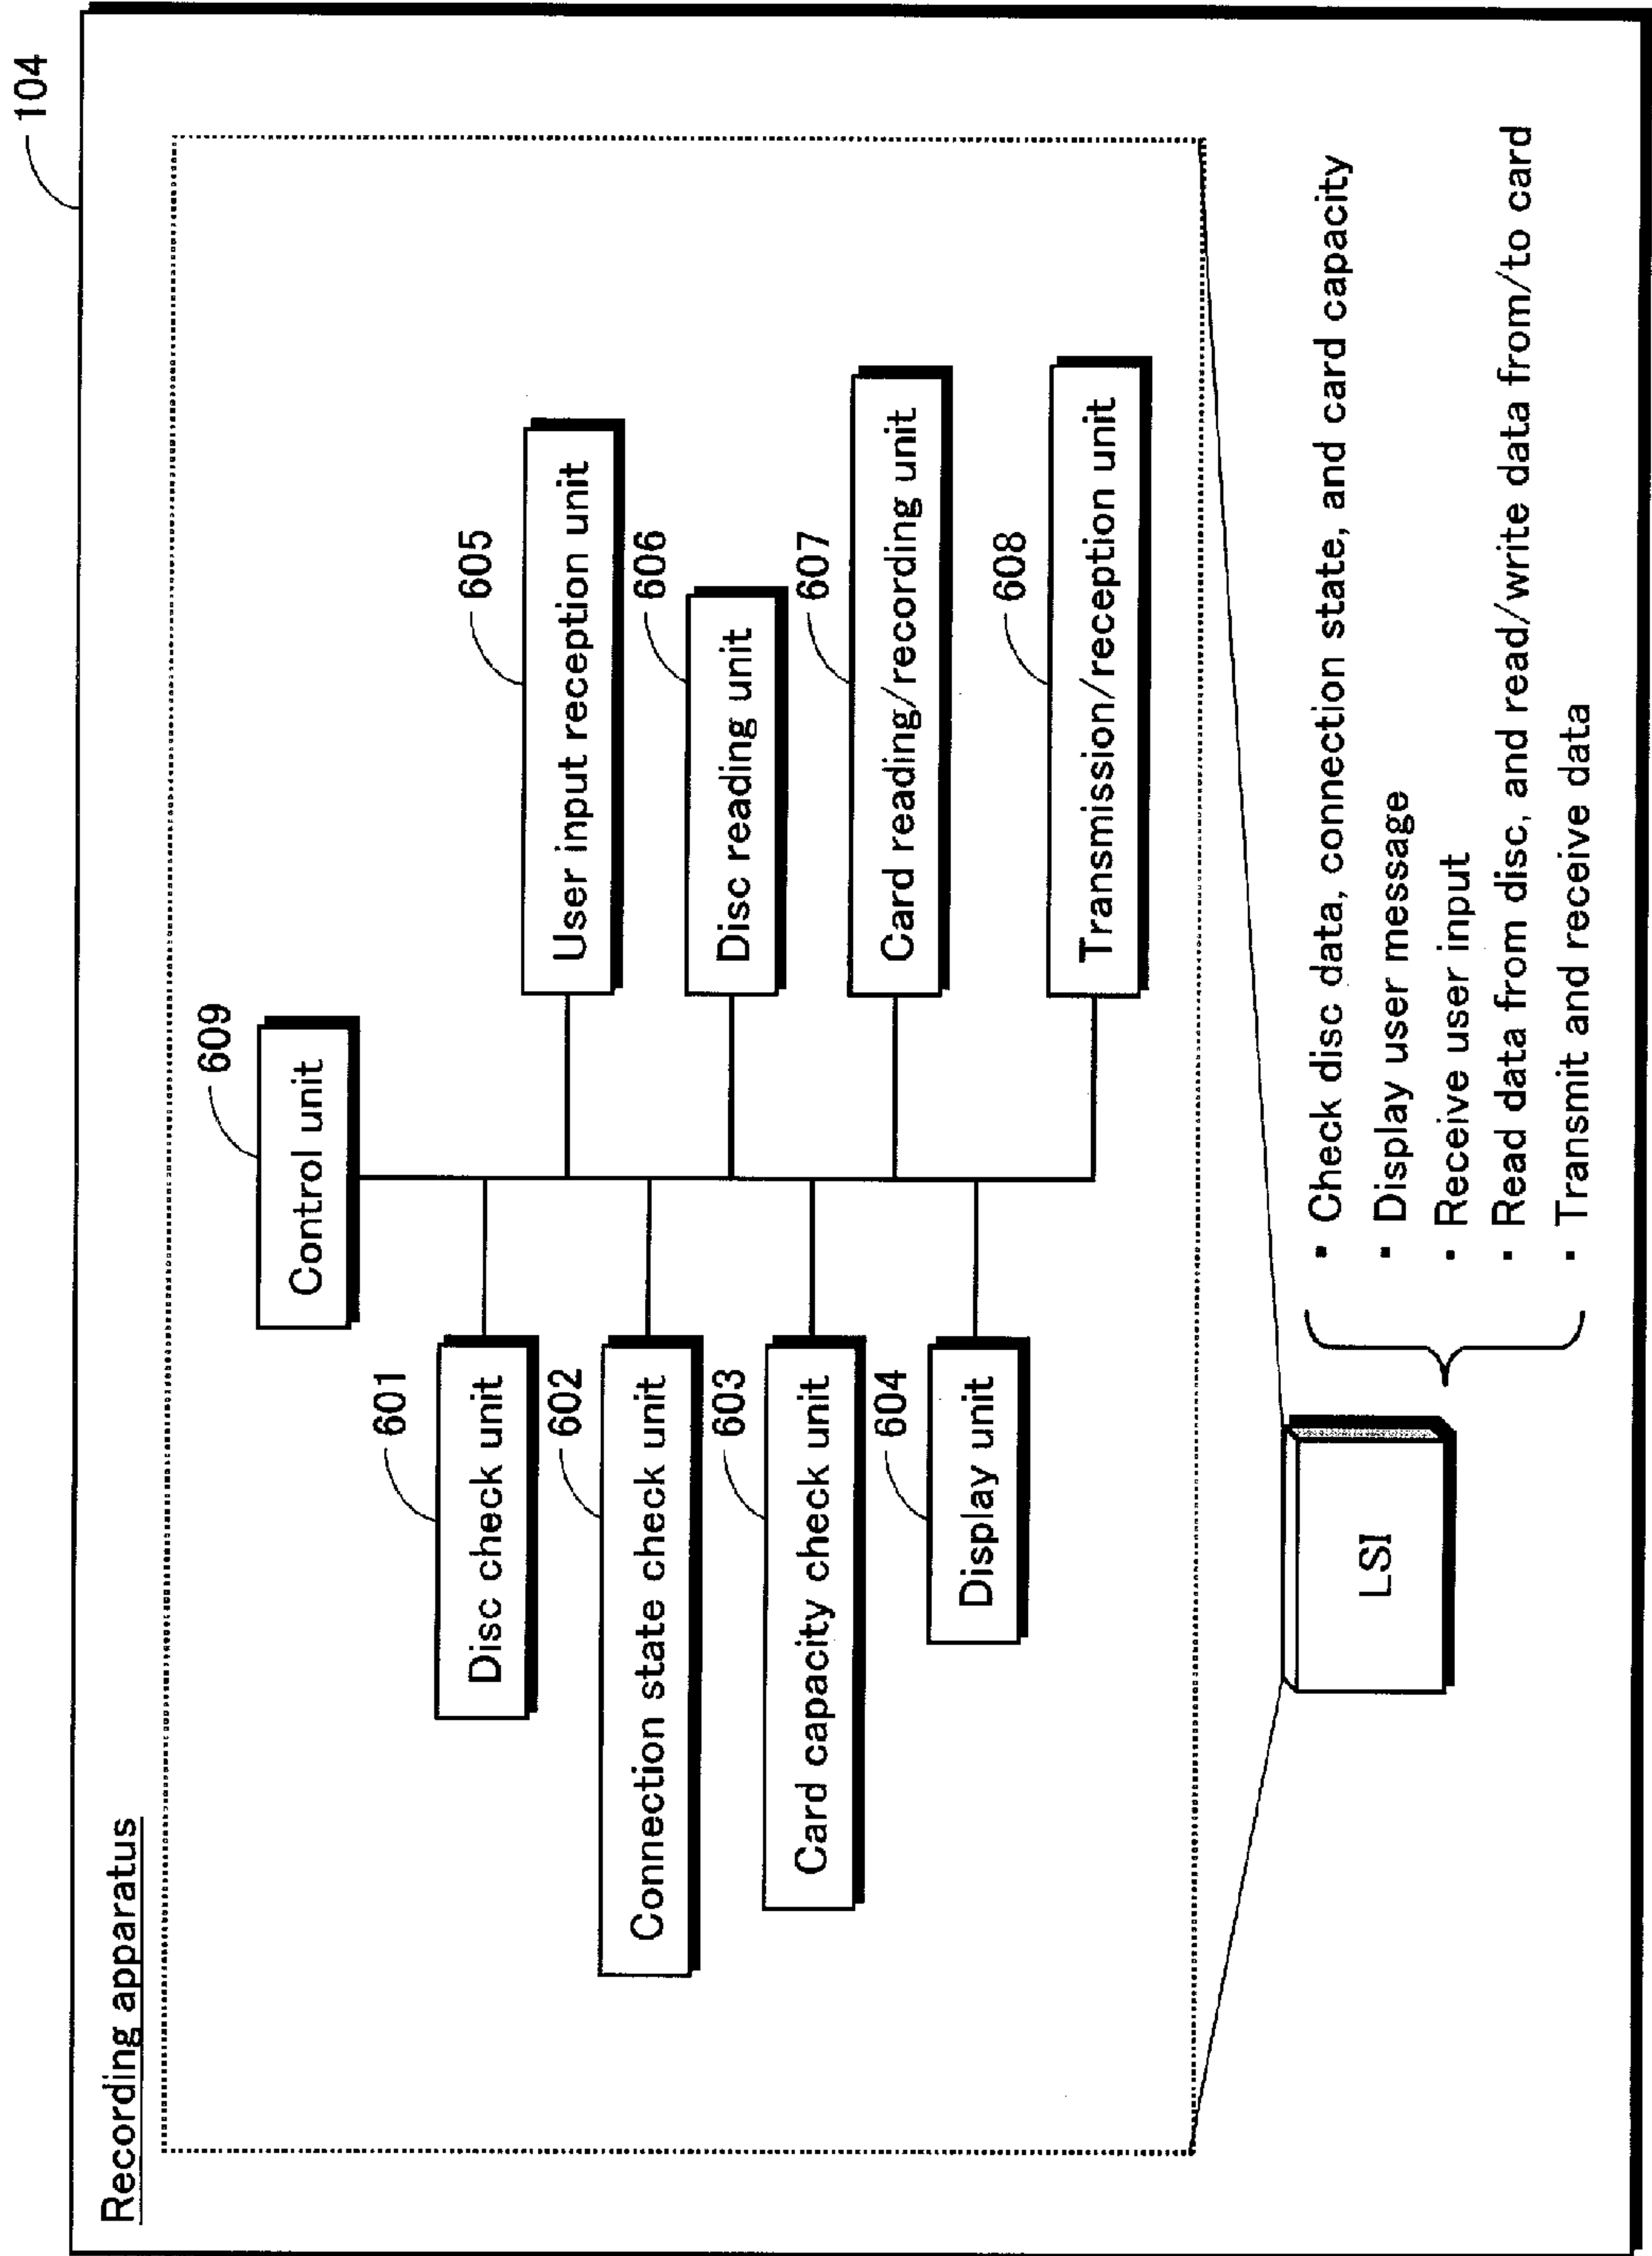 104
Recording apparatus
609
Control unit
601
Disc check unit
602
Connection state check unit
603
Card capacity check unit
604
Display unit
605
User input reception unit
606
Disc reading unit
607
Card reading/recording unit
608
Transmission/reception unit
LSI
· Check disc data, connection state, and card capacity
· Display user message
· Receive user input
· Read data from disc, and read/write data from/to card
· Transmit and receive data